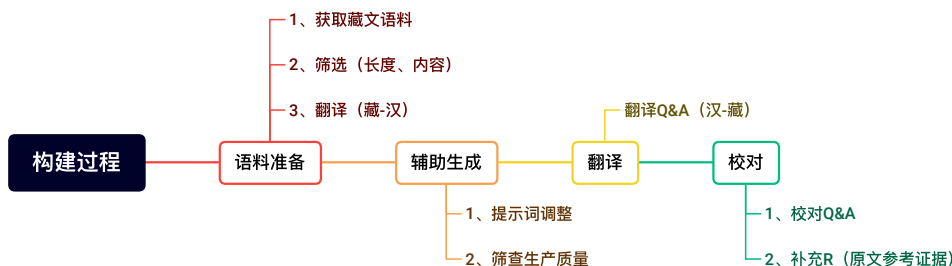 1、获取藏文语料
2、筛选（长度、内容）
3、翻译（藏-汉）
翻译Q&A（汉-藏）
构建过程
语料准备
辅助生成
翻译
校对
1、提示词调整
1、校对Q&A
2、筛查生产质量
2、补充R（原文参考证据）